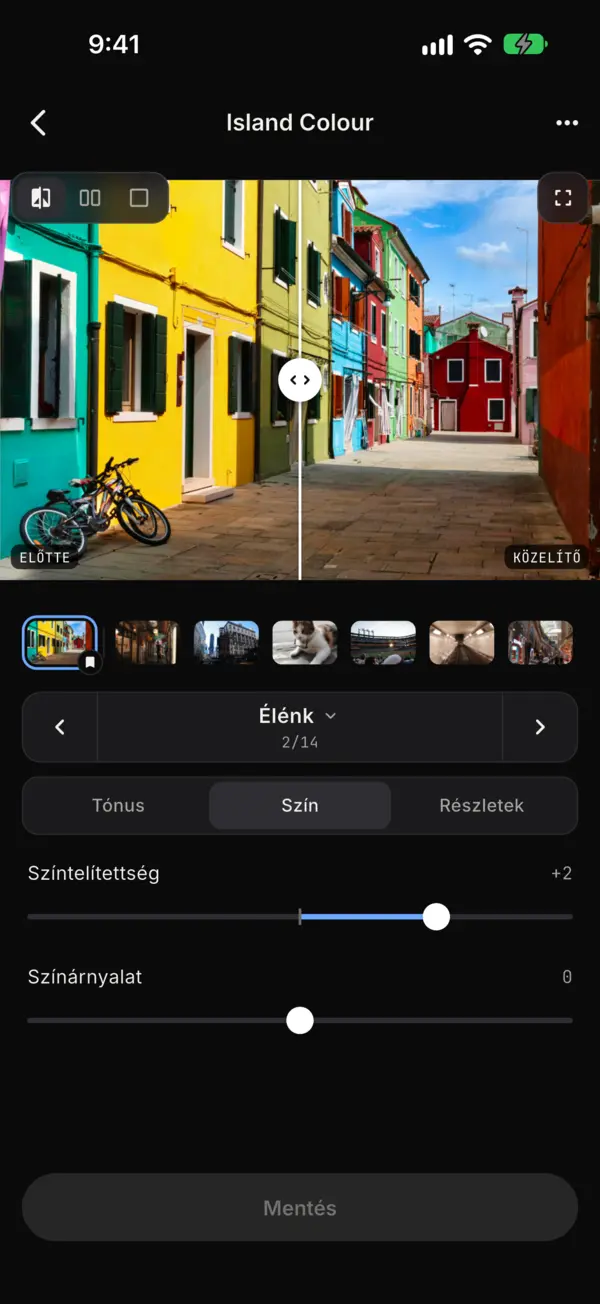 9:41
Island Colour
ELŐTTE
KÖZELÍTŐ
Élénk
2/14
Tónus
Szín
Részletek
Színtelítettség
+2
Színárnyalat
0
Mentés